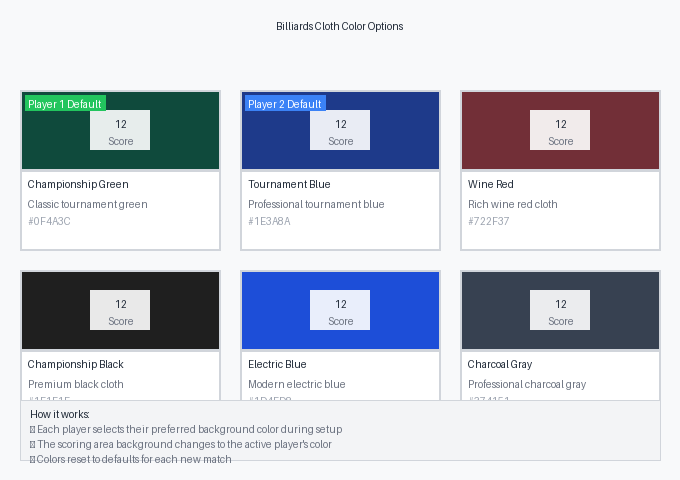 Billiards Cloth Color Options
Player 1 Default
12
Score
Player 2 Default
12
Score
12
Score
Championship Green
Classic tournament green
#0F4A3C
Tournament Blue
Professional tournament blue
#1E3A8A
Wine Red
Rich wine red cloth
#722F37
12
Score
12
Score
12
Score
Championship Black
Premium black cloth
Electric Blue
Modern electric blue
Charcoal Gray
Professional charcoal gray
How it works:
Each player selects their preferred background color during setup
The scoring area background changes to the active player's color
Colors reset to defaults for each new match